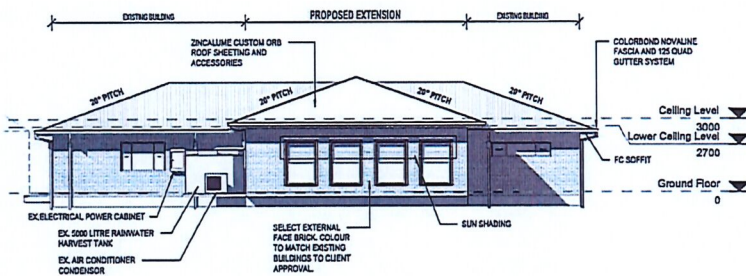 EXISTING BUILDING
PROPOSED EXTENSION
EXISTING BUILDING
ZINCALUME CUSTOM ORB
ROOF SHEETING AND
ACCESSORIES
COLORBOND NOVALINE
FASCIA AND 125 QUAD
GUTTER SYSTEM
20° PITCH
20° PITCH
20° PITCH
20° PITCH
Ceiling Level
3000
Lower Ceiling Level
2700
FC SOFFIT
Ground Floor
0
EX.ELECTRICAL POWER CABINET
EX. 5000 LITRE RAINWATER
HARVEST TANK
EX. AIR CONDITIONER
CONDENSOR
SELECT EXTERNAL
FACE BRICK. COLOUR
TO MATCH EXISTING
BUILDINGS TO CLIENT
APPROVAL.
SUN SHADING